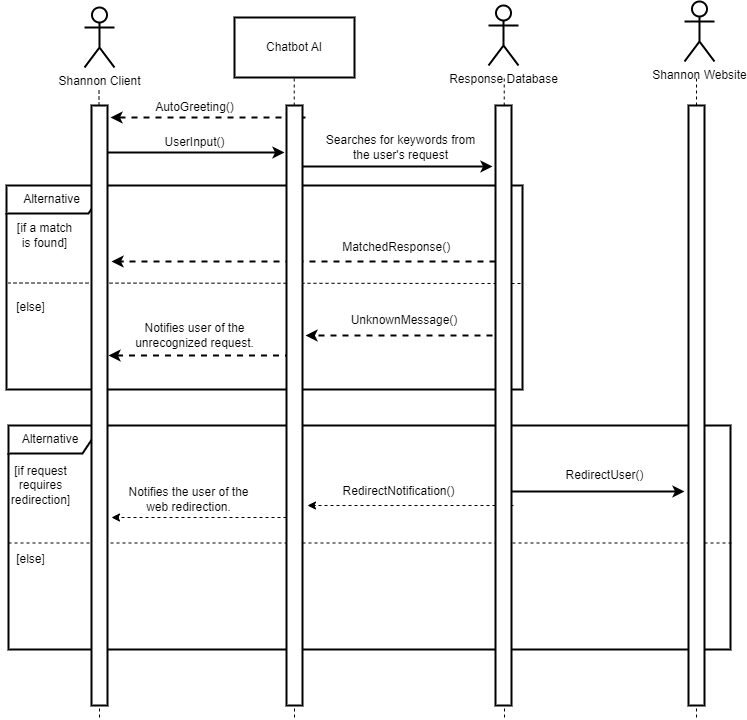 Shannon Client
Chatbot AI
Response Database
Shannon Website
AutoGreeting()
UserInput()
Searches for keywords from
the user's request
Alternative
[if a match
is found]
MatchedResponse()
[else]
UnknownMessage()
Notifies user of the
unrecognized request.
Alternative
[if request
requires
redirection]
RedirectUser()
RedirectNotification()
Notifies the user of the
web redirection.
[else]